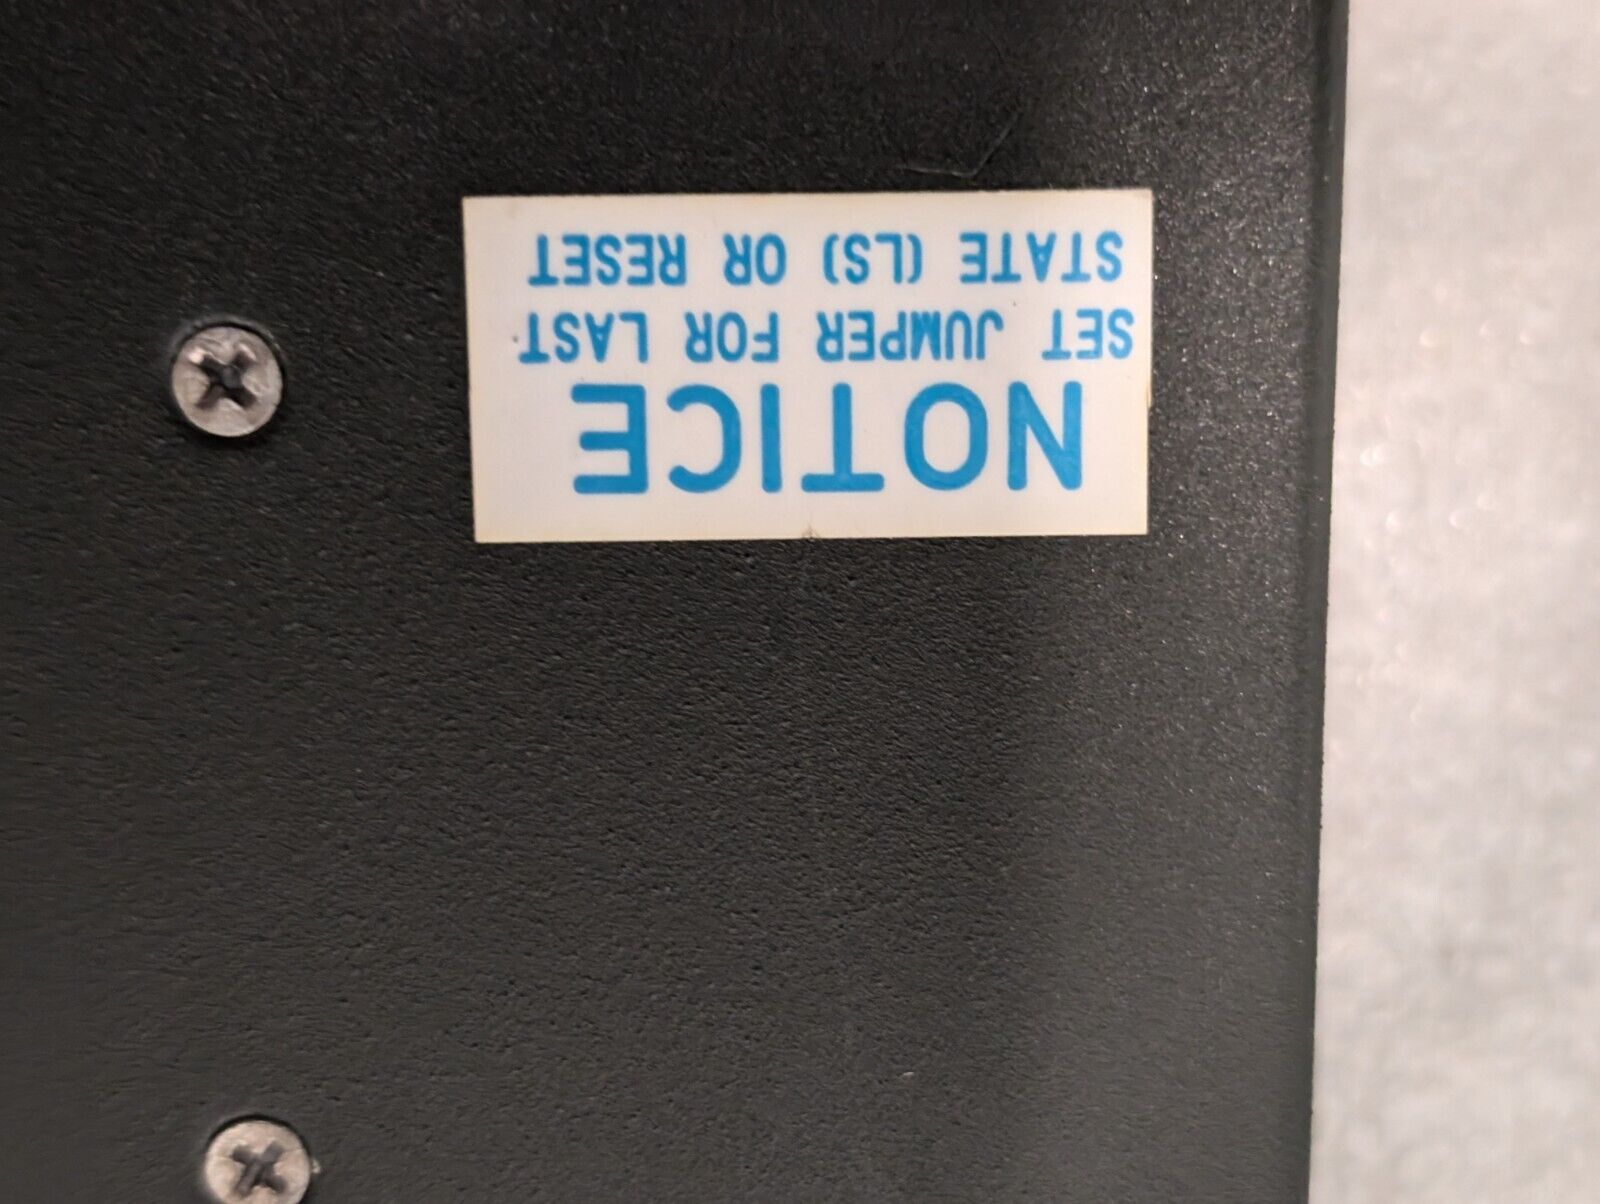 NOTICE
SET JUMPER FOR LAST
STATE (LS) OR RESET